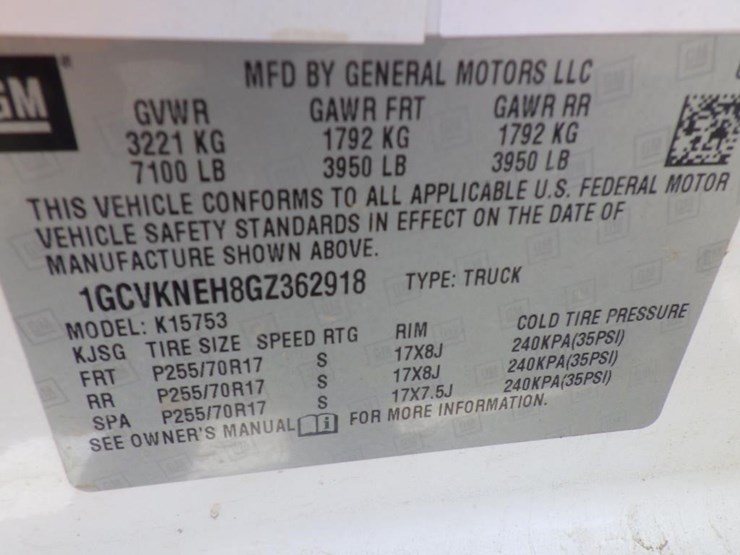 GM
MFD BY GENERAL MOTORS LLC
GVWR GAWR FRT GAWR RR
3221 KG 1792 KG 1792 KG
7100 LB 3950 LB 3950 LB
THIS VEHICLE CONFORMS TO ALL APPLICABLE U.S. FEDERAL MOTOR
VEHICLE SAFETY STANDARDS IN EFFECT ON THE DATE OF
MANUFACTURE SHOWN ABOVE.
1GCVKNEH8GZ362918 TYPE: TRUCK
MODEL: K15753
KJSG TIRE SIZE SPEED RTG RIM COLD TIRE PRESSURE
FRT P255/70R17 S 17X8J 240KPA(35PSI)
RR P255/70R17 S 17X8J 240KPA(35PSI)
SPA P255/70R17 S 17X7.5J 240KPA(35PSI)
SEE OWNER'S MANUAL i FOR MORE INFORMATION.